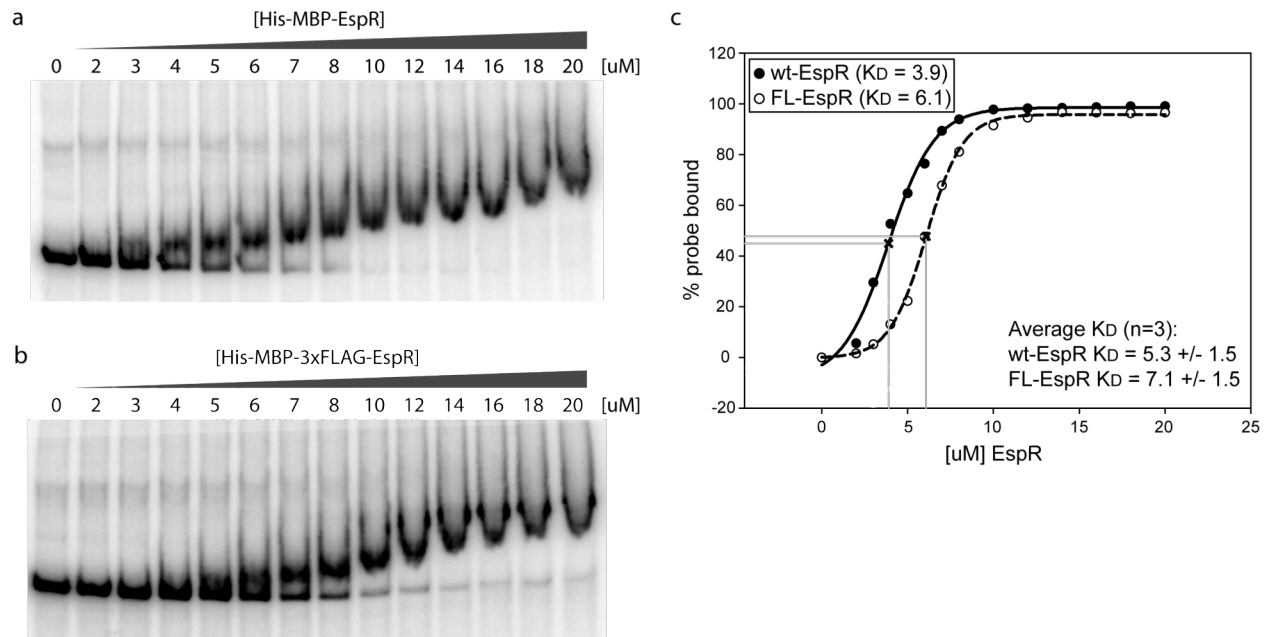 a
[His-MBP-EspR]
0 2 3 4 5 6 7 8 10 12 14 16 18 20 [uM]
b
[His-MBP-3xFLAG-EspR]
0 2 3 4 5 6 7 8 10 12 14 16 18 20 [uM]
c
120
100
80
60
40
20
0
-20
% probe bound
wt-EspR (KD = 3.9)
FL-EspR (KD = 6.1)
Average KD (n=3):
wt-EspR KD = 5.3 +/- 1.5
FL-EspR KD = 7.1 +/- 1.5
0 5 10 15 20 25
[uM] EspR